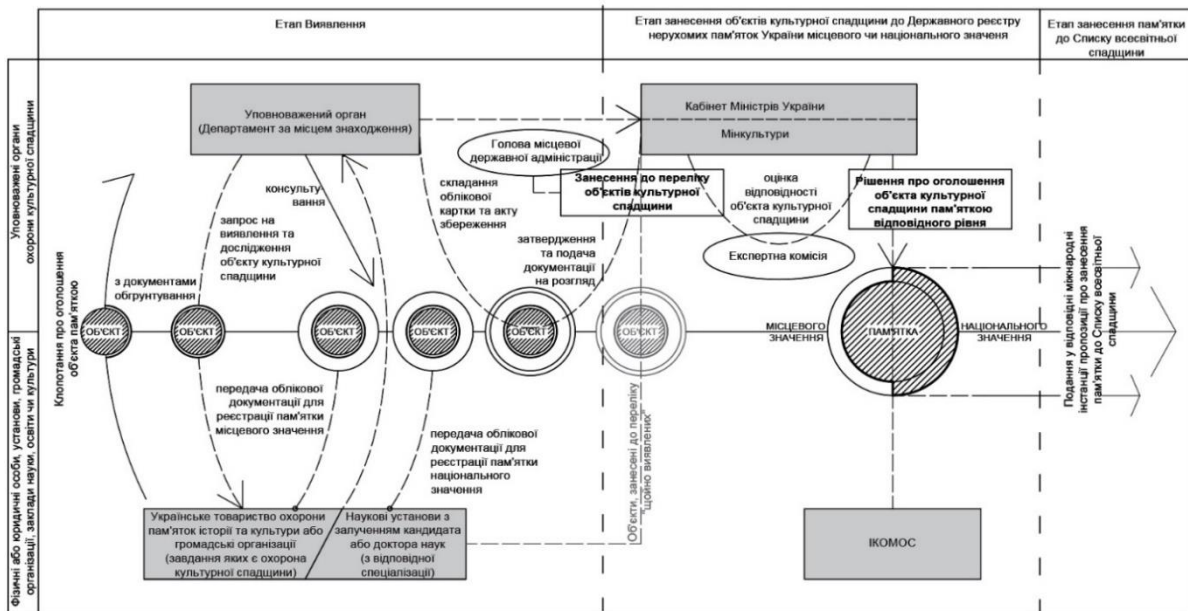 Етап Виявлення
Етап занесення об'єктів культурної спадщини до Державного реєстру
нерухомих пам'яток України місцевого чи національного значеня
Етап занесення пам'ятки
до Списку всесвітньої
спадщини
Уповноважені органи
охорони культурної спадщини
Уповноважений орган
(Департамент за місцем знаходження)
Кабінет Міністрів України
Мінкультури
Голова місцевої
державної адміністрації
Занесення до переліку
об'єктів культурної
спадщини
оцінка
відповідності
об'єкта культурної
спадщини
Рішення про оголошення
об'єкта культурної
спадщини пам'яткою
відповідного рівня
Експертна комісія
консульту-
вання
складання
облікової
картки та акту
збереження
запрос на
виявлення та
дослідження
об'єкту культурної
спадщини
затвердження
та подача
документації
на розгляд
з документами
обгрунтування
Клопотання про оголошення
об'єкта пам'яткою
ОБ'ЄКТ
ОБ'ЄКТ
ОБ'ЄКТ
ОБ'ЄКТ
ОБ'ЄКТ
ОБ'ЄКТ
МІСЦЕВОГО
ЗНАЧЕННЯ
ПАМ'ЯТКА
НАЦІОНАЛЬНОГО
ЗНАЧЕННЯ
Подання у відповідні міжнародні
інстанції пропозиції про занесення
пам'ятки до Списку всесвітньої
спадщини
Фізичні або юридичні особи, установи, громадські
організації, заклади науки, освіти чи культури
передача облікової
документації для
реєстрації пам'ятки
місцевого значення
передача облікової
документації для
реєстрації пам'ятки
національного
значення
Об'єкти, занесені до переліку
"щойно виявлених"
Українське товариство охорони
пам'яток історії та культури або
громадські організації
(завдання яких є охорона
культурної спадщини)
Наукові установи з
залученням кандидата
або доктора наук
(з відповідної
спеціалізації)
ІКОМОС